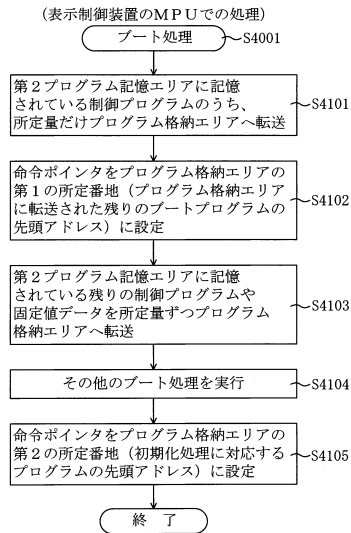 (表示制御装置のMPUでの処理)
ブート処理
S4001
第2プログラム記憶エリアに記憶
されている制御プログラムのうち、
所定量だけプログラム格納エリアへ転送
S4101
命令ポインタをプログラム格納エリアの
第1の所定番地(プログラム格納エリア
に転送された残りのブートプログラムの
先頭アドレス)に設定
S4102
第2プログラム記憶エリアに記憶
されている残りの制御プログラムや
固定値データを所定量ずつプログラム
格納エリアへ転送
S4103
その他のブート処理を実行
S4104
命令ポインタをプログラム格納エリアの
第2の所定番地(初期化処理に対応する
プログラムの先頭アドレス)に設定
S4105
終 了